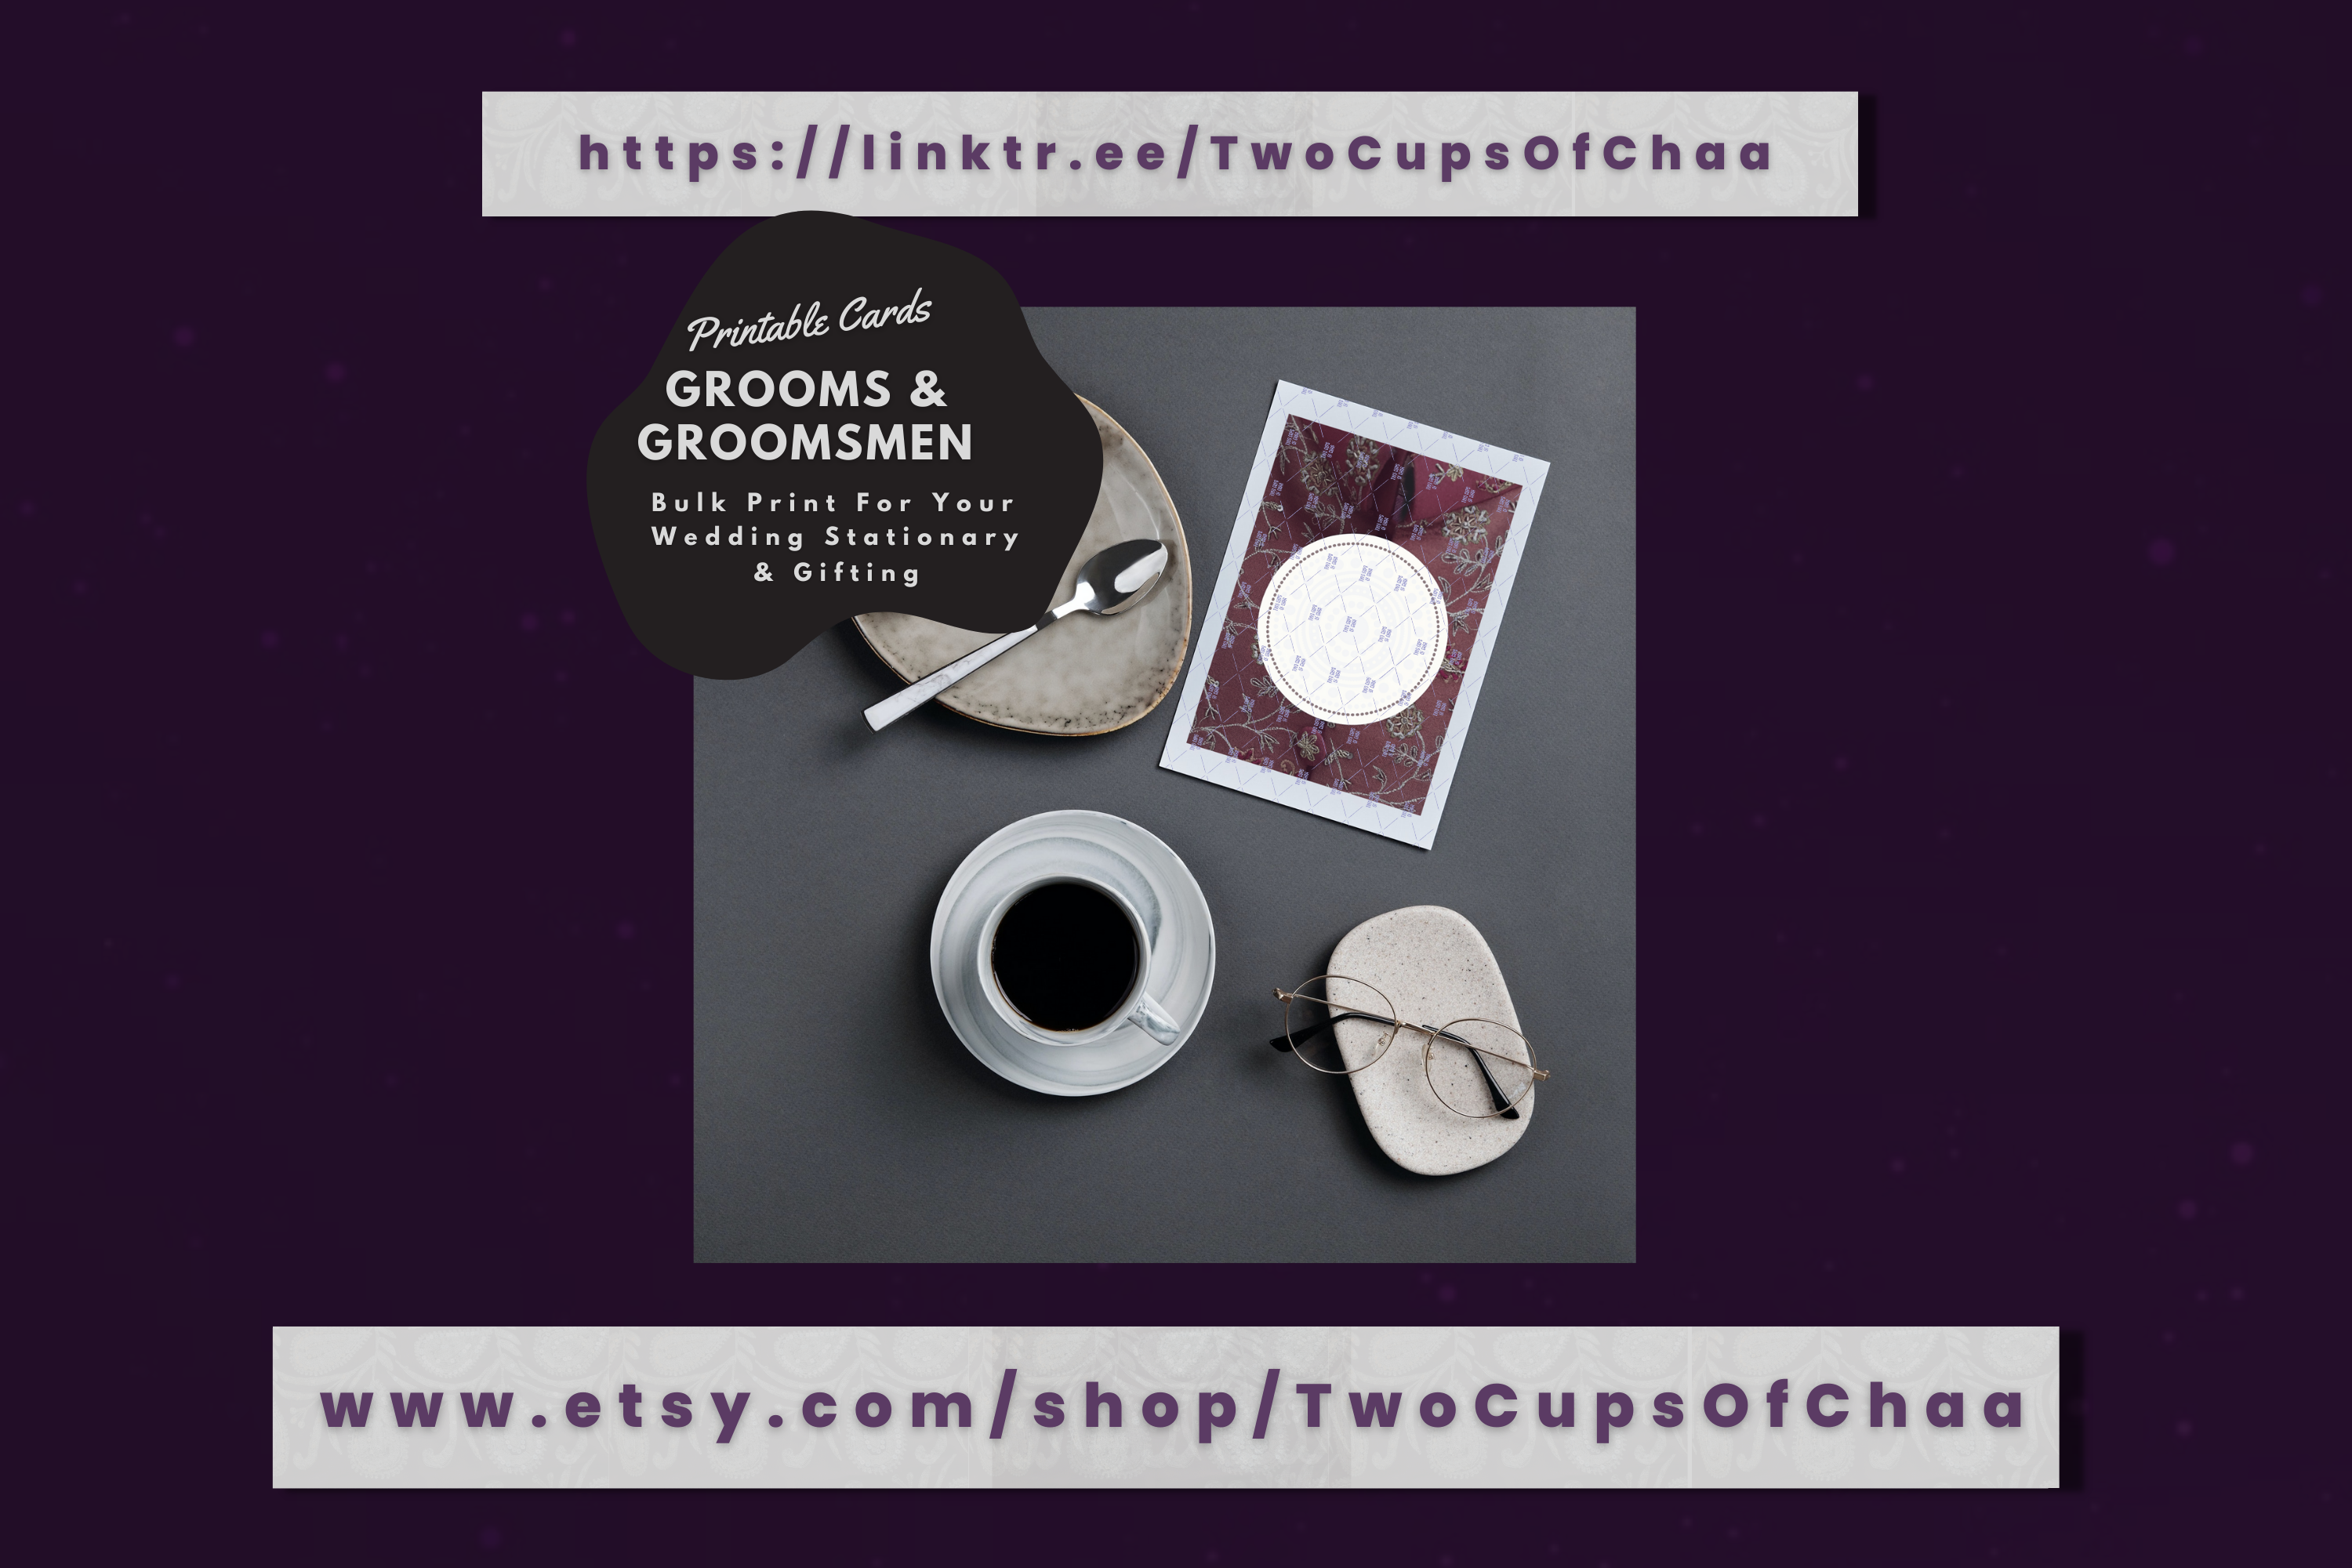 https://linktr.ee/TwoCupsOfChaa
Printable Cards
GROOMS &
GROOMSMEN
Bulk Print For Your
Wedding Stationary
& Gifting
www.etsy.com/shop/TwoCupsOfChaa